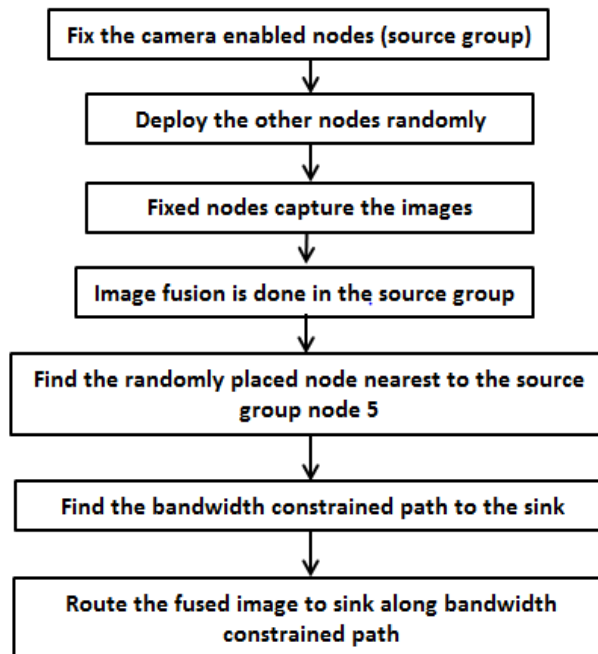 Fix the camera enabled nodes (source group)
Deploy the other nodes randomly
Fixed nodes capture the images
Image fusion is done in the source group
Find the randomly placed node nearest to the source
group node 5
Find the bandwidth constrained path to the sink
Route the fused image to sink along bandwidth
constrained path